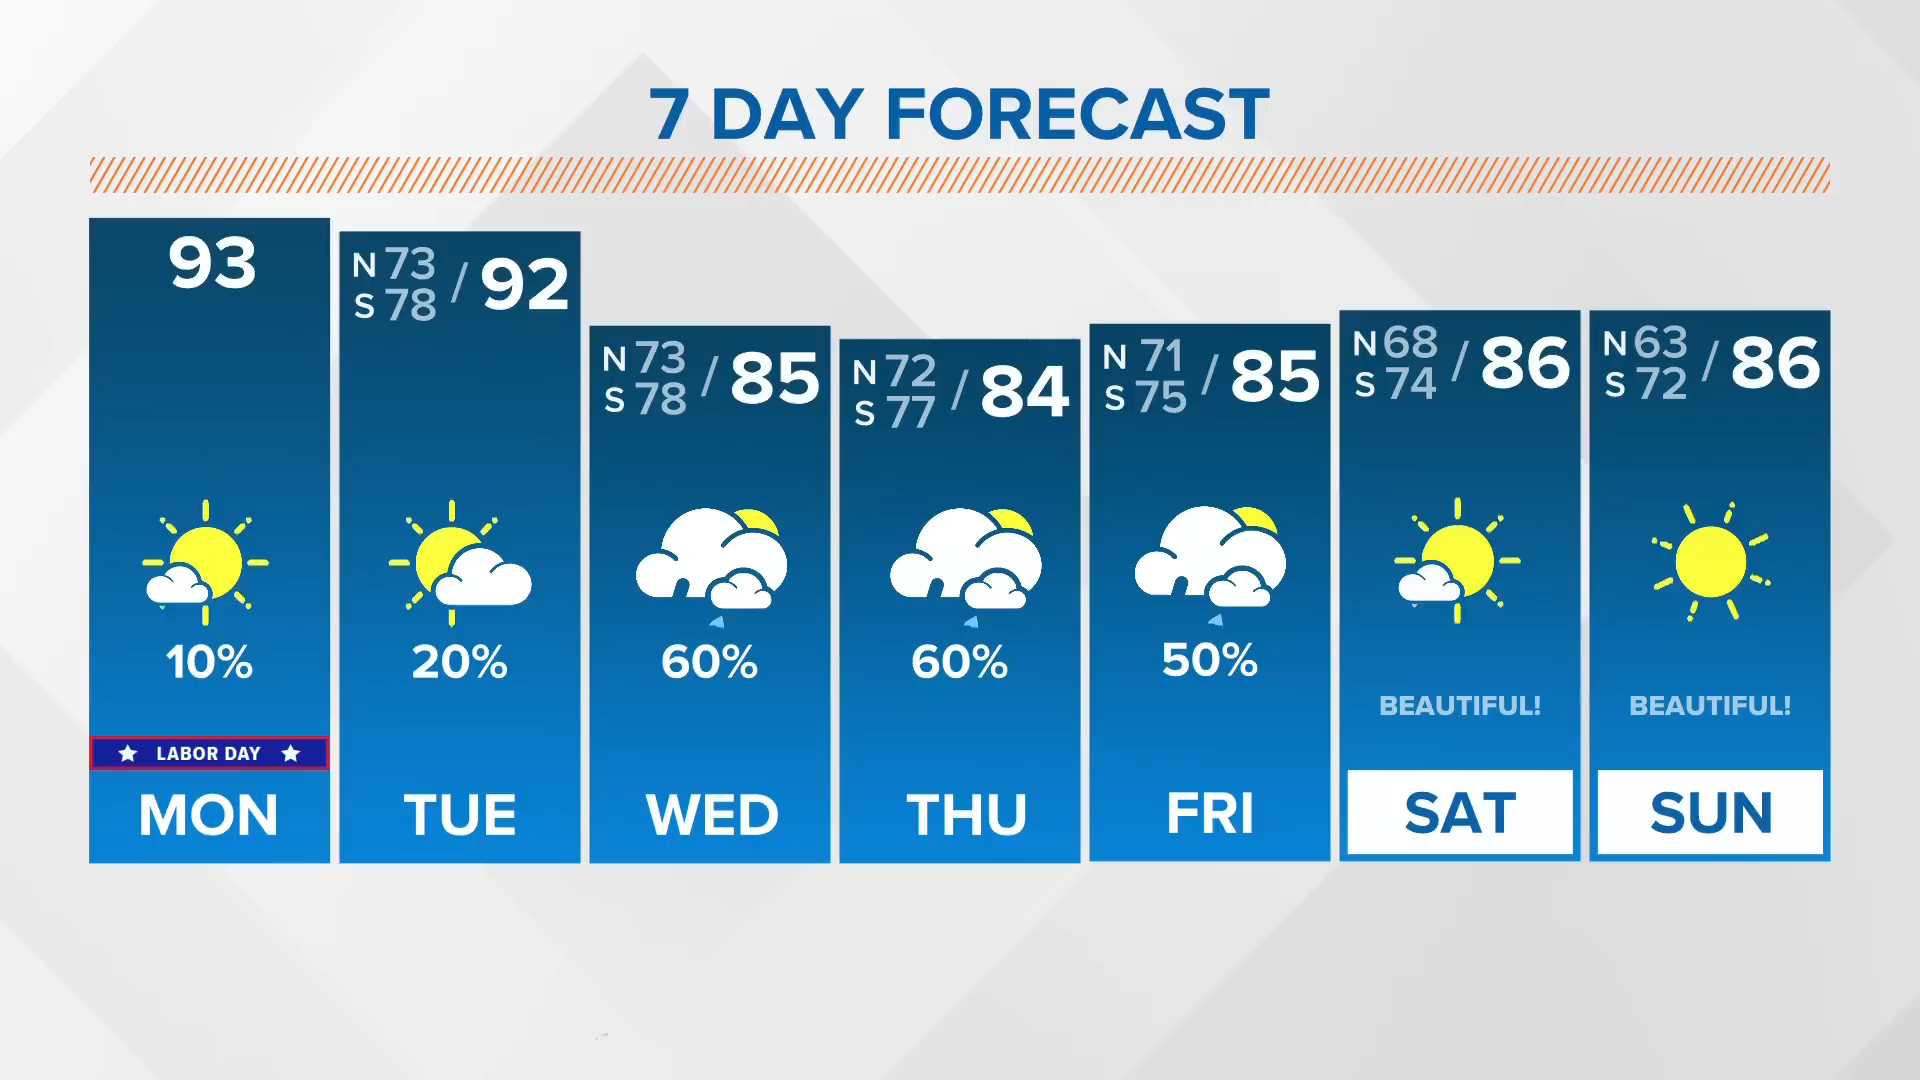 7 DAY FORECAST
93
10%
LABOR DAY
MON
N 73
S 78 / 92
20%
TUE
N 73
S 78 / 85
60%
WED
N 72
S 77 / 84
60%
THU
N 71
S 75 / 85
50%
FRI
N 68
S 74 / 86
BEAUTIFUL!
SAT
N 63
S 72 / 86
BEAUTIFUL!
SUN